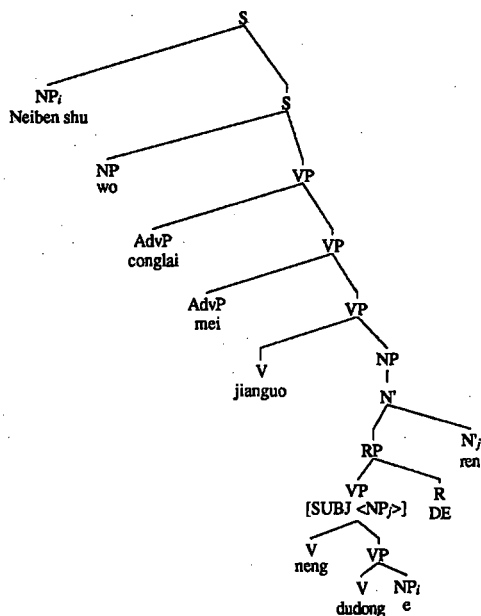 S
NPi
Neiben shu
S
NP
wo
VP
AdvP
conglai
VP
AdvP
mei
VP
V
jianguo
NP
N'
RP
N'j
ren
VP
[SUBJ <NPj>]
R
DE
V
neng
VP
V
dudong
NPi
e